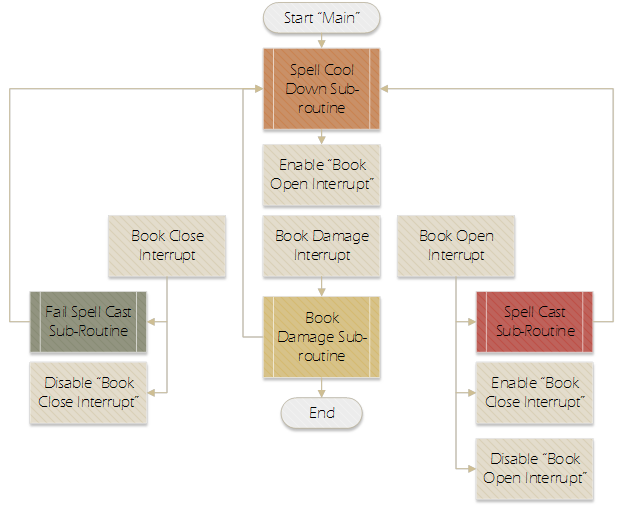 Start “Main”
Spell Cool
Down Sub-
routine
Enable “Book
Open Interrupt”
Book Close
Interrupt
Book Damage
Interrupt
Book Open
Interrupt
Fail Spell Cast
Sub-Routine
Book
Damage Sub-
routine
Spell Cast
Sub-Routine
Disable “Book
Close Interrupt”
Enable “Book
Close Interrupt”
End
Disable “Book
Open Interrupt”